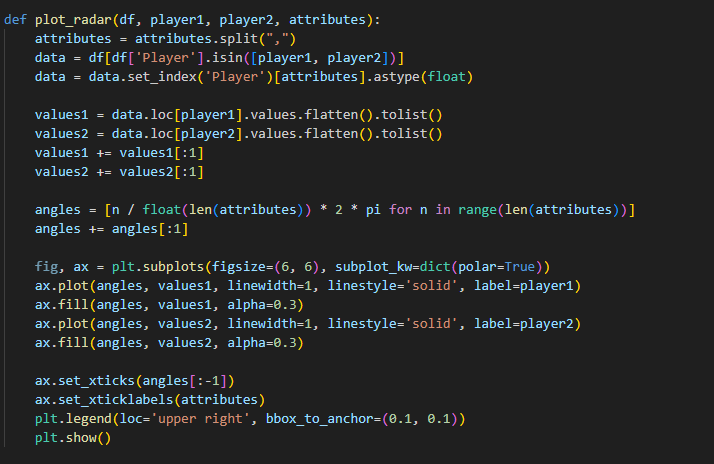 def plot_radar(df, player1, player2, attributes):
    attributes = attributes.split(",")
    data = df[df['Player'].isin([player1, player2])]
    data = data.set_index('Player')[attributes].astype(float)
    values1 = data.loc[player1].values.flatten().tolist()
    values2 = data.loc[player2].values.flatten().tolist()
    values1 += values1[:1]
    values2 += values2[:1]
    angles = [n / float(len(attributes)) * 2 * pi for n in range(len(attributes))]
    angles += angles[:1]
    fig, ax = plt.subplots(figsize=(6, 6), subplot_kw=dict(polar=True))
    ax.plot(angles, values1, linewidth=1, linestyle='solid', label=player1)
    ax.fill(angles, values1, alpha=0.3)
    ax.plot(angles, values2, linewidth=1, linestyle='solid', label=player2)
    ax.fill(angles, values2, alpha=0.3)
    ax.set_xticks(angles[:-1])
    ax.set_xticklabels(attributes)
    plt.legend(loc='upper right', bbox_to_anchor=(0.1, 0.1))
    plt.show()